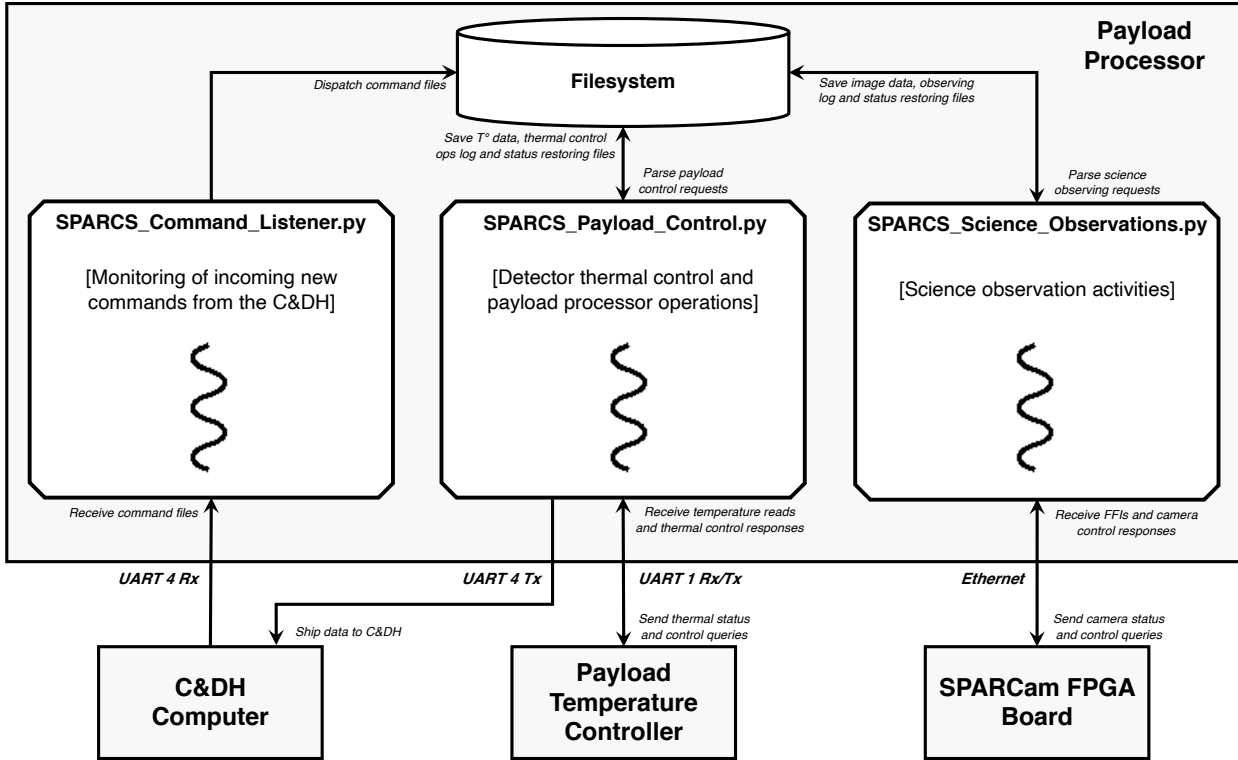 Payload
Processor
Filesystem
Dispatch command files
Save image data, observing
log and status restoring files
Save T° data, thermal control
ops log and status restoring files
Parse payload
control requests
Parse science
observing requests
SPARCS_Command_Listener.py
[Monitoring of incoming new
commands from the C&DH]
SPARCS_Payload_Control.py
[Detector thermal control and
payload processor operations]
SPARCS_Science_Observations.py
[Science observation activities]
Receive command files
Receive temperature reads
and thermal control responses
Receive FFIs and camera
control responses
UART 4 Rx
UART 4 Tx
UART 1 Rx/Tx
Ethernet
Ship data to C&DH
Send thermal status
and control queries
Send camera status
and control queries
C&DH
Computer
Payload
Temperature
Controller
SPARCam FPGA
Board